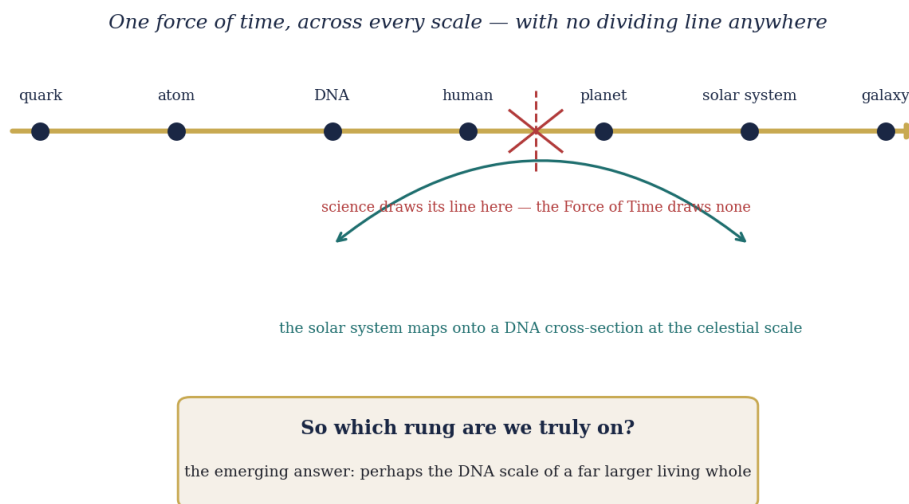 One force of time, across every scale — with no dividing line anywhere
quark atom DNA human planet solar system galaxy
science draws its line here — the Force of Time draws none
the solar system maps onto a DNA cross-section at the celestial scale
So which rung are we truly on?
the emerging answer: perhaps the DNA scale of a far larger living whole